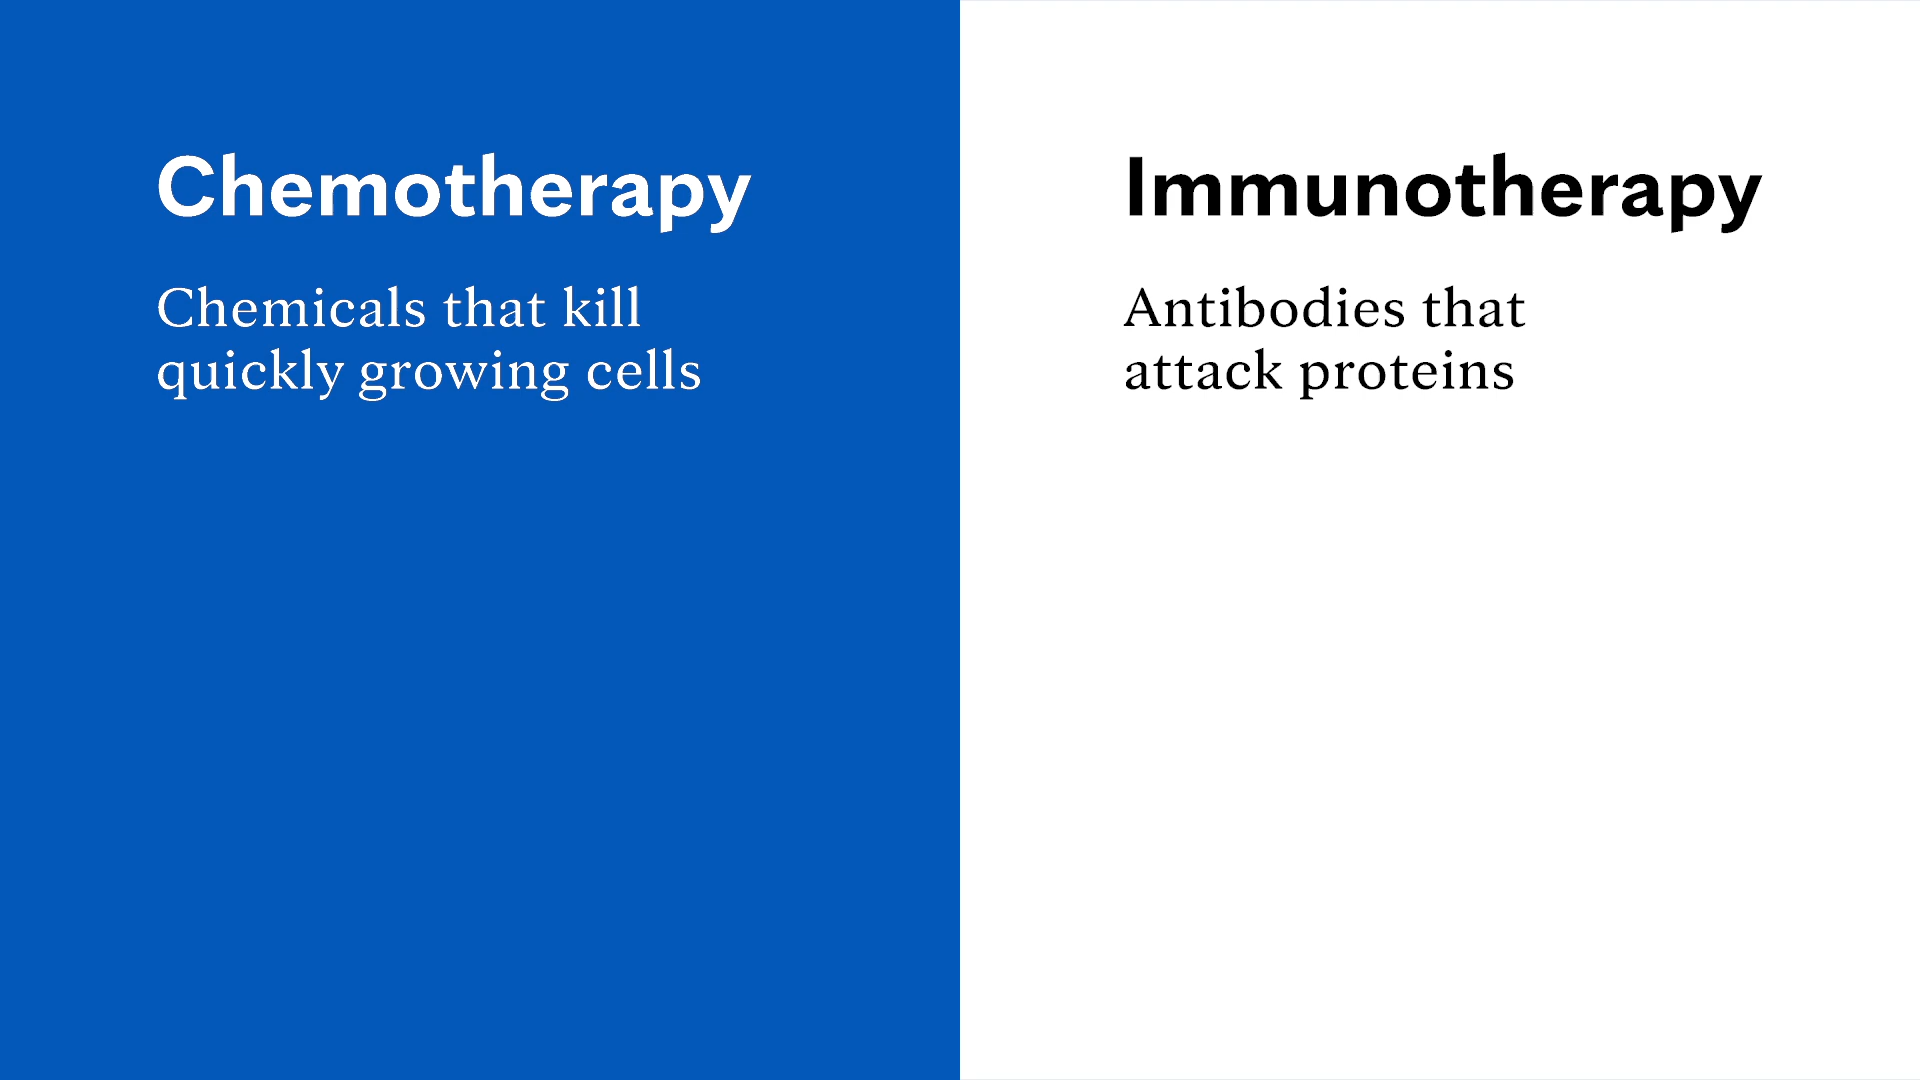 Chemotherapy
Chemicals that kill
quickly growing cells
Immunotherapy
Antibodies that
attack proteins